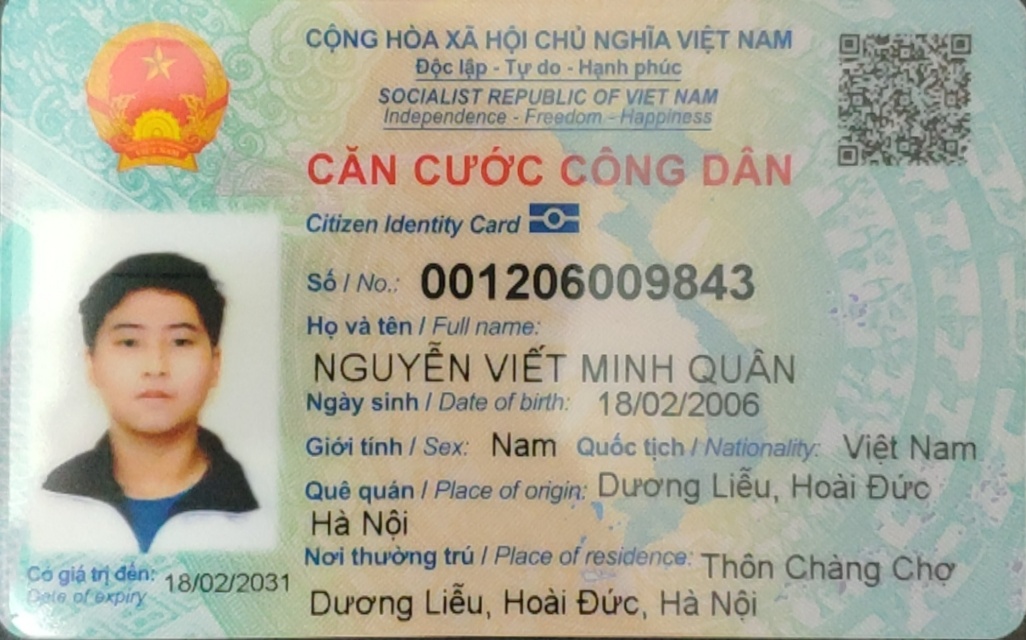 CỘNG HÒA XÃ HỘI CHỦ NGHĨA VIỆT NAM
Độc lập - Tự do - Hạnh phúc
SOCIALIST REPUBLIC OF VIET NAM
Independence - Freedom - Happiness
CĂN CƯỚC CÔNG DÂN
Citizen Identity Card
Số / No.: 001206009843
Họ và tên / Full name:
NGUYỄN VIẾT MINH QUÂN
Ngày sinh / Date of birth: 18/02/2006
Giới tính / Sex: Nam Quốc tịch / Nationality: Việt Nam
Quê quán / Place of origin: Dương Liễu, Hoài Đức
Hà Nội
Nơi thường trú / Place of residence: Thôn Chàng Chợ
Dương Liễu, Hoài Đức, Hà Nội
Có giá trị đến: 18/02/2031
Date of expiry